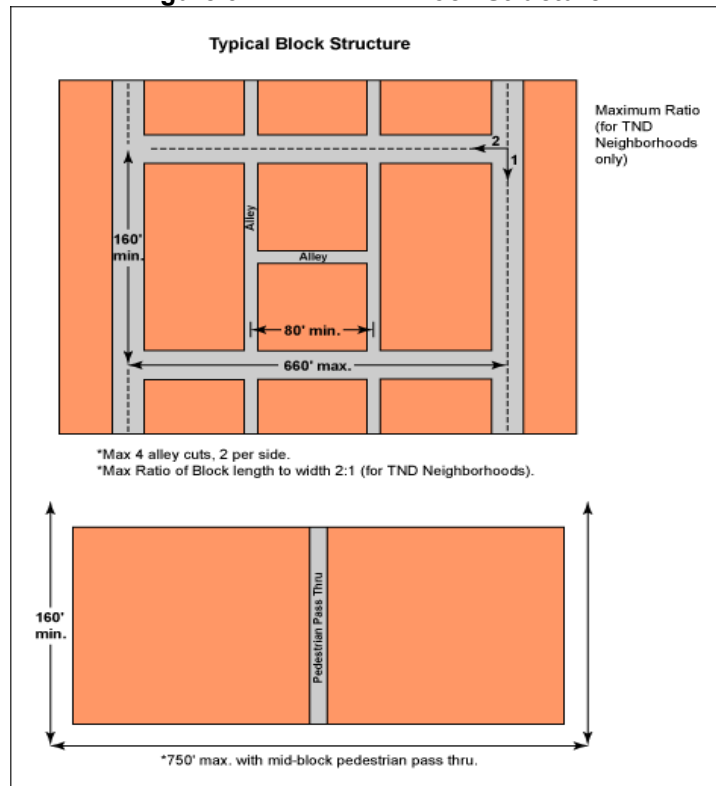 Typical Block Structure
Maximum Ratio
(for TND
Neighborhoods
only)
2
1
160'
min.
Alley
Alley
80' min.
660' max.
*Max 4 alley cuts, 2 per side.
*Max Ratio of Block length to width 2:1 (for TND Neighborhoods).
160'
min.
Pedestrian Pass Thru
*750' max. with mid-block pedestrian pass thru.